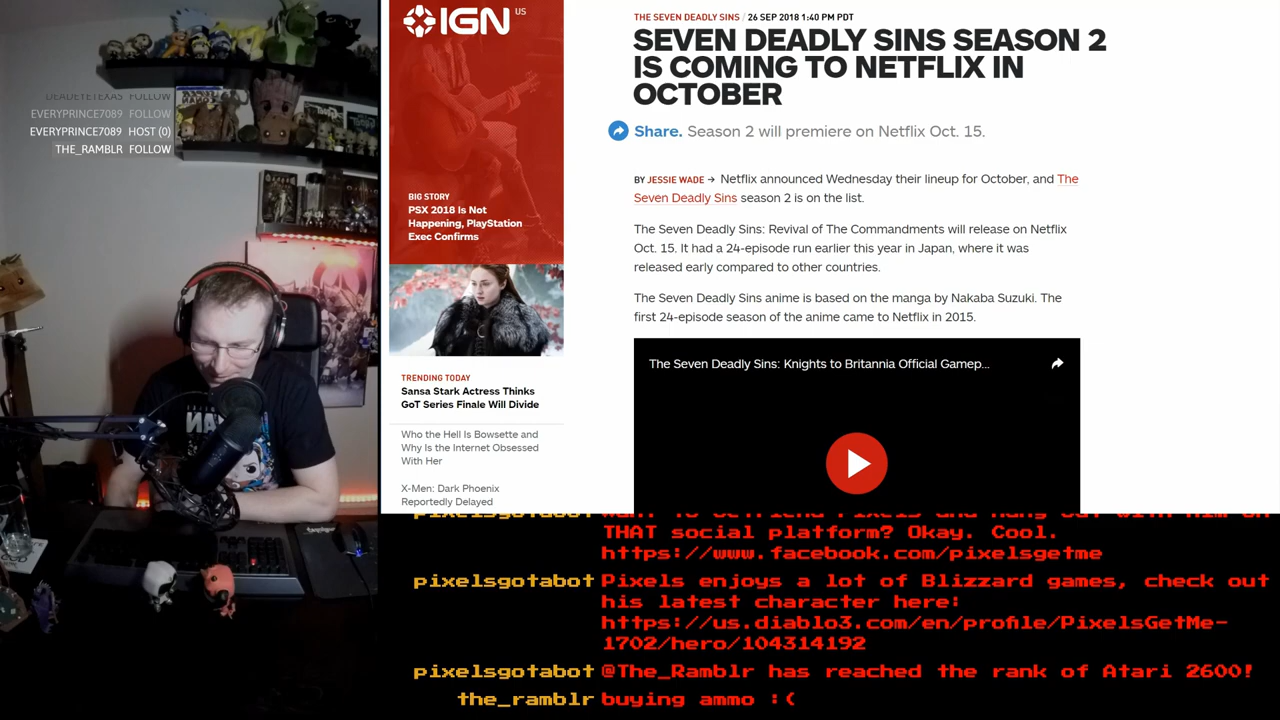 DEADEYETEXAS FOLLOW
EVERYPRINCE7089 FOLLOW
EVERYPRINCE7089 HOST (0)
THE_RAMBLR FOLLOW
IGN US
BIG STORY
PSX 2018 Is Not
Happening, PlayStation
Exec Confirms
TRENDING TODAY
Sansa Stark Actress Thinks
GoT Series Finale Will Divide
Who the Hell Is Bowsette and
Why Is the Internet Obsessed
With Her
X-Men: Dark Phoenix
Reportedly Delayed
THE SEVEN DEADLY SINS / 26 SEP 2018 1:40 PM PDT
SEVEN DEADLY SINS SEASON 2
IS COMING TO NETFLIX IN
OCTOBER
Share. Season 2 will premiere on Netflix Oct. 15.
BY JESSIE WADE → Netflix announced Wednesday their lineup for October, and The
Seven Deadly Sins season 2 is on the list.
The Seven Deadly Sins: Revival of The Commandments will release on Netflix
Oct. 15. It had a 24-episode run earlier this year in Japan, where it was
released early compared to other countries.
The Seven Deadly Sins anime is based on the manga by Nakaba Suzuki. The
first 24-episode season of the anime came to Netflix in 2015.
The Seven Deadly Sins: Knights to Britannia Official Gamep...
pixelsgotabot want to befriend Pixels and hang out with him on
THAT social platform? Okay. Cool.
https://www.facebook.com/pixelsgetme
pixelsgotabot Pixels enjoys a lot of Blizzard games, check out
his latest character here:
https://us.diablo3.com/en/profile/PixelsGetMe-
1702/hero/104314192
pixelsgotabot @The_Ramblr has reached the rank of Atari 2600!
the_ramblr buying ammo :(